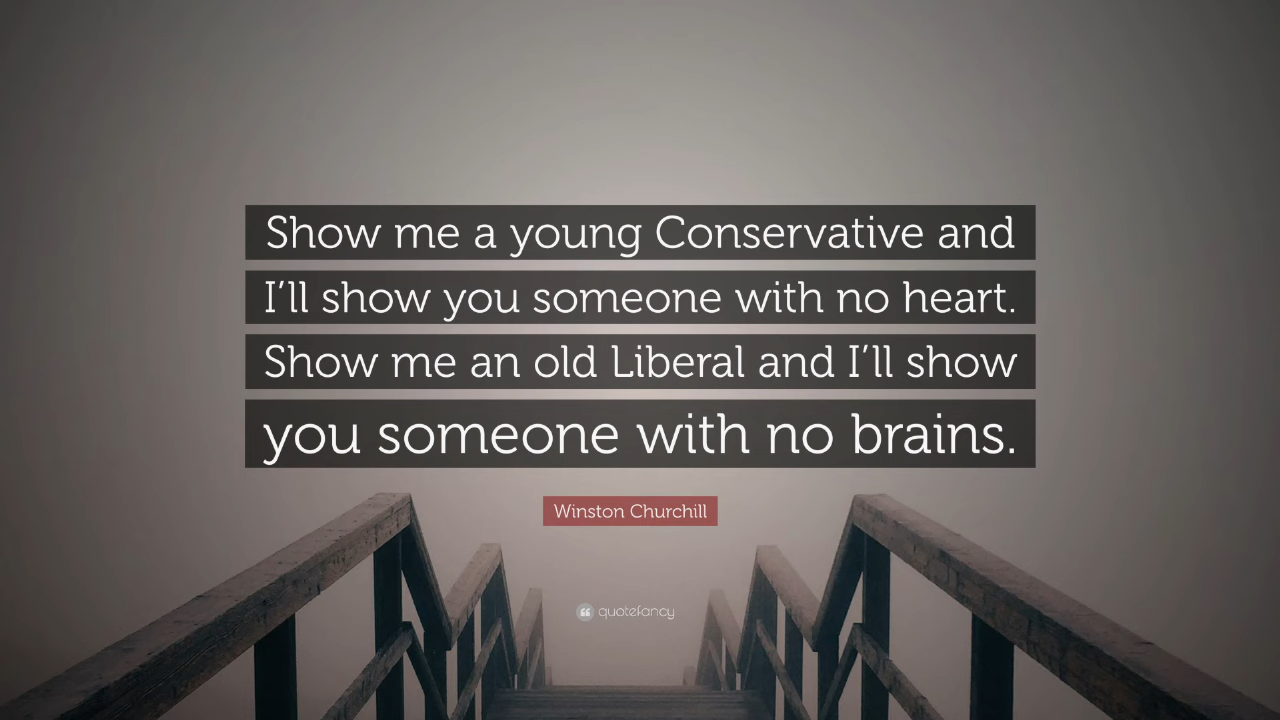 Show me a young Conservative and
I’ll show you someone with no heart.
Show me an old Liberal and I’ll show
you someone with no brains.
Winston Churchill
quotefancy